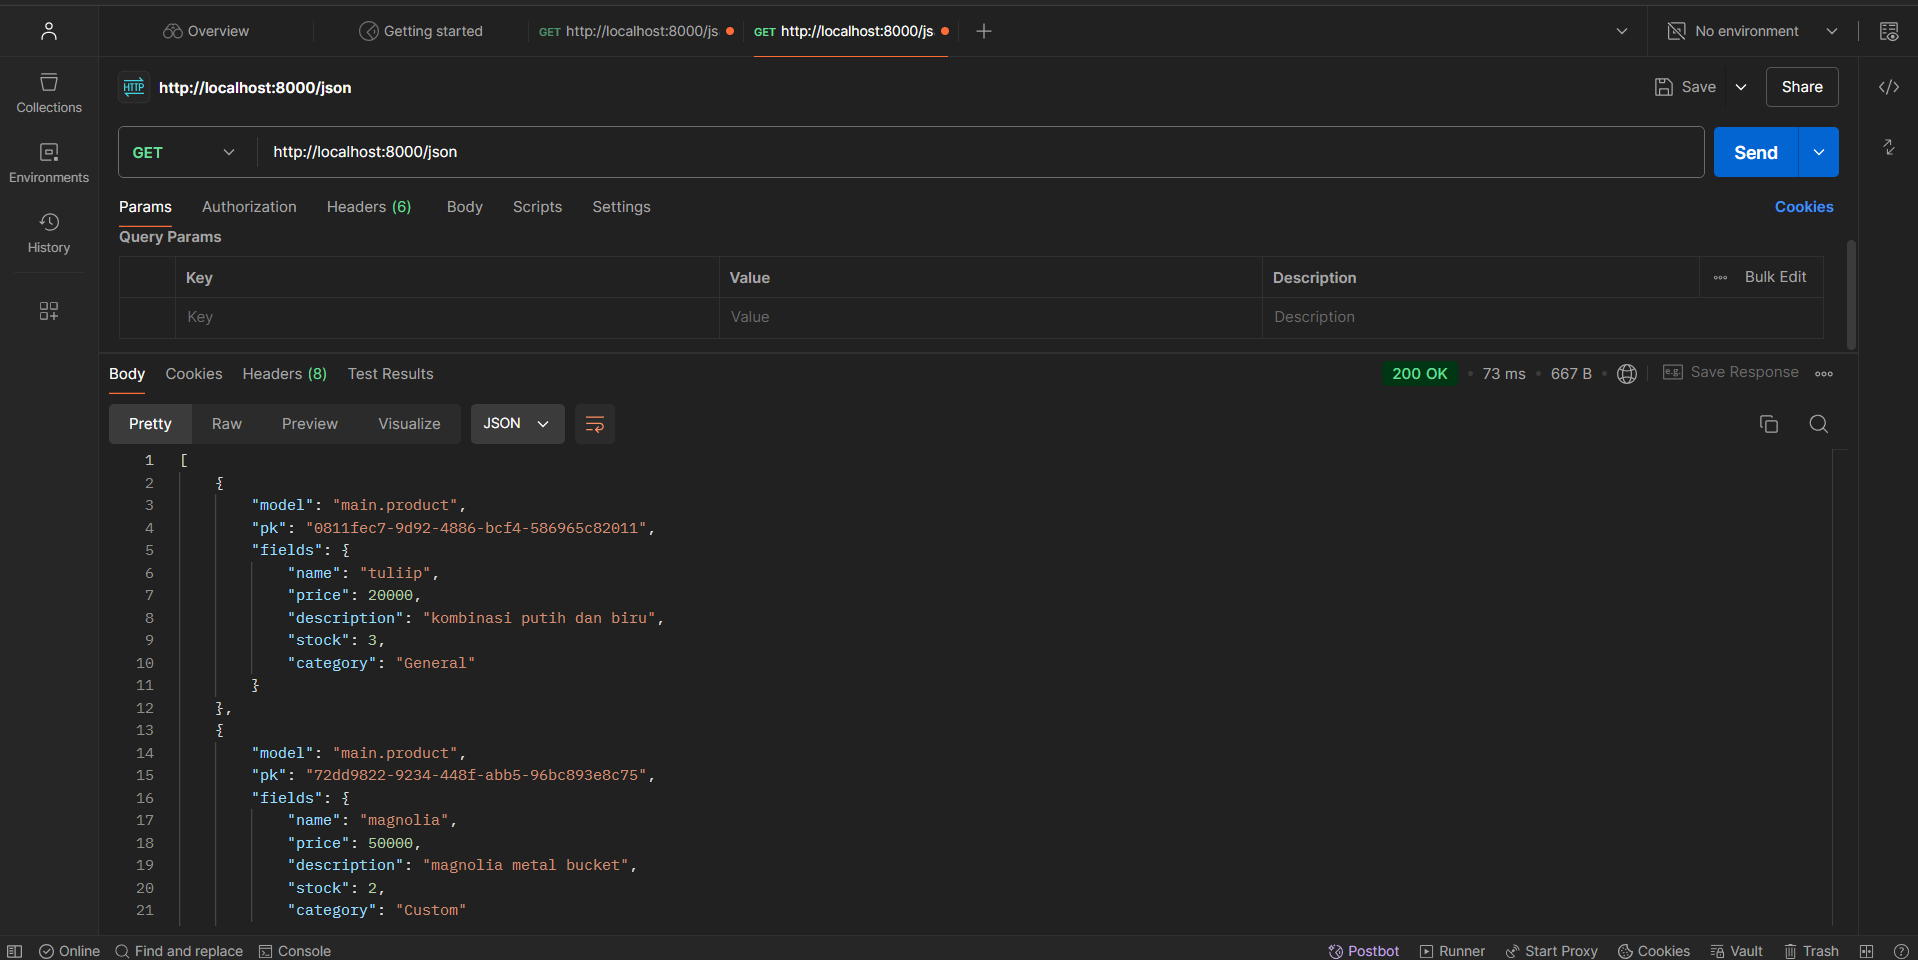 Overview
Getting started
GET http://localhost:8000/js
GET http://localhost:8000/js
No environment
HTTP http://localhost:8000/json
Save
Share
Collections
Environments
History
GET http://localhost:8000/json
Send
Params Authorization Headers (6) Body Scripts Settings
Cookies
Query Params
Key Value Description
Bulk Edit
Key Value Description
Body Cookies Headers (8) Test Results
200 OK 73 ms 667 B
e.g. Save Response
Pretty Raw Preview Visualize JSON
1 [
2 {
3 "model": "main.product",
4 "pk": "0811fec7-9d92-4886-bcf4-586965c82011",
5 "fields": {
6 "name": "tuliip",
7 "price": 20000,
8 "description": "kombinasi putih dan biru",
9 "stock": 3,
10 "category": "General"
11 }
12 },
13 {
14 "model": "main.product",
15 "pk": "72dd9822-9234-448f-abb5-96bc893e8c75",
16 "fields": {
17 "name": "magnolia",
18 "price": 50000,
19 "description": "magnolia metal bucket",
20 "stock": 2,
21 "category": "Custom"
Online Find and replace Console
Postbot Runner Start Proxy Cookies Vault Trash